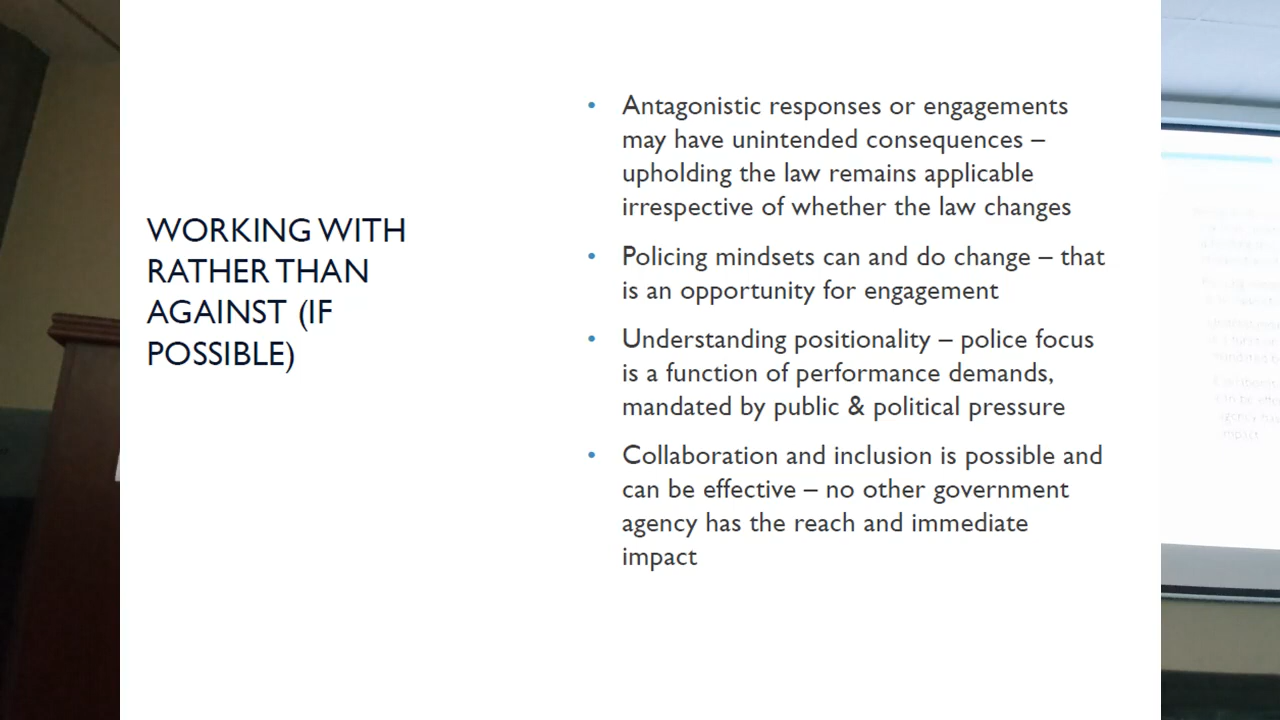 WORKING WITH
RATHER THAN
AGAINST (IF
POSSIBLE)
• Antagonistic responses or engagements
may have unintended consequences –
upholding the law remains applicable
irrespective of whether the law changes
• Policing mindsets can and do change – that
is an opportunity for engagement
• Understanding positionality – police focus
is a function of performance demands,
mandated by public & political pressure
• Collaboration and inclusion is possible and
can be effective – no other government
agency has the reach and immediate
impact